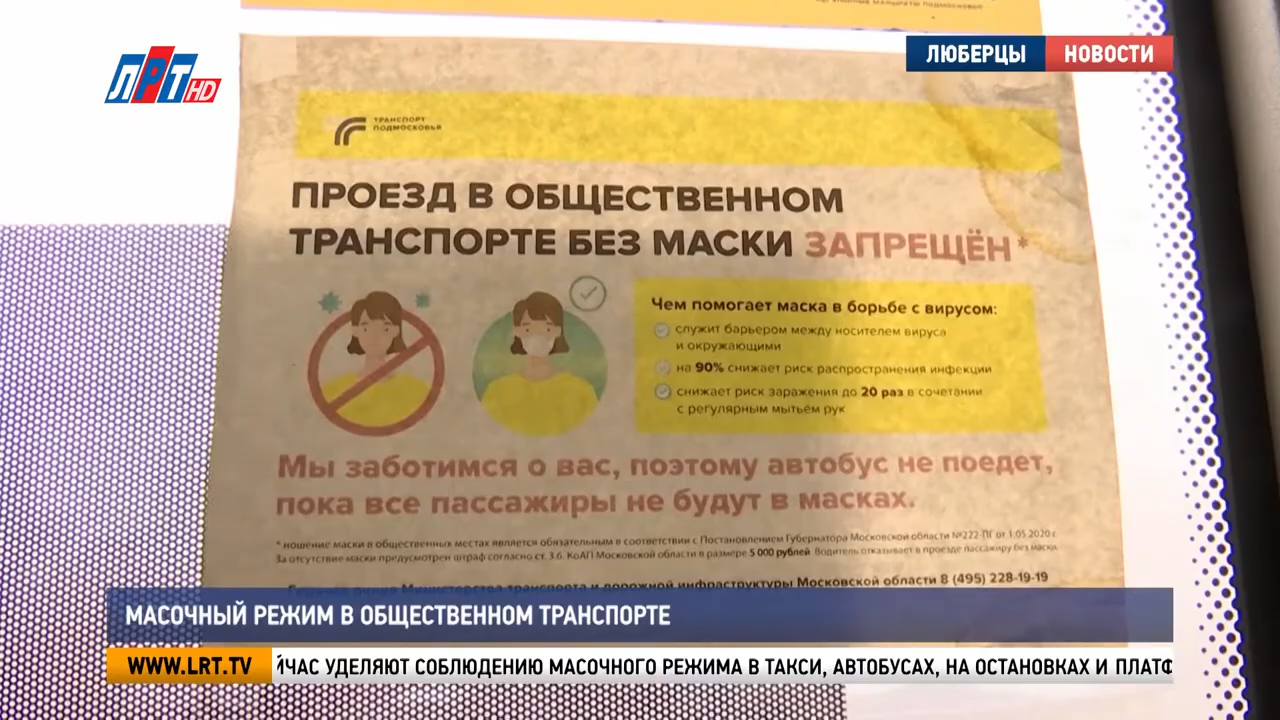 ЛРТ HD
ЛЮБЕРЦЫ НОВОСТИ
ТРАНСПОРТ
ПОДМОСКОВЬЯ
ПРОЕЗД В ОБЩЕСТВЕННОМ
ТРАНСПОРТЕ БЕЗ МАСКИ ЗАПРЕЩЁН*
Чем помогает маска в борьбе с вирусом:
служит барьером между носителем вируса
и окружающими
на 90% снижает риск распространения инфекции
снижает риск заражения до 20 раз в сочетании
с регулярным мытьём рук
Мы заботимся о вас, поэтому автобус не поедет,
пока все пассажиры не будут в масках.
* ношение маски в общественных местах является обязательным в соответствии с Постановлением Губернатора Московской области №222-ПГ от 1.05.2020 г.
За отсутствие маски предусмотрен штраф согласно ст. 3.6. КоАП Московской области в размере 5 000 рублей. Водитель отказывает в проезде пассажиру без маски.
Министерства транспорта и дорожной инфраструктуры Московской области 8 (495) 228-19-19
МАСОЧНЫЙ РЕЖИМ В ОБЩЕСТВЕННОМ ТРАНСПОРТЕ
WWW.LRT.TV ЙЧАС УДЕЛЯЮТ СОБЛЮДЕНИЮ МАСОЧНОГО РЕЖИМА В ТАКСИ, АВТОБУСАХ, НА ОСТАНОВКАХ И ПЛАТФ